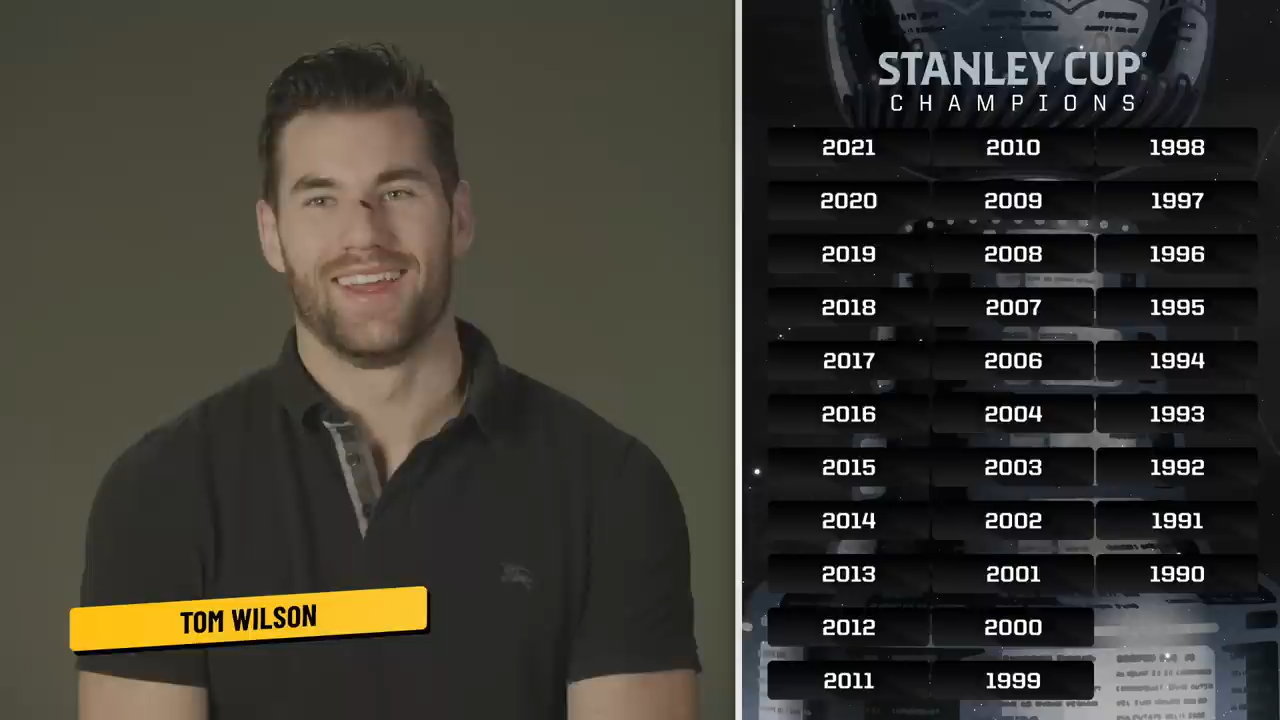 STANLEY CUP
CHAMPIONS
2021 2010 1998
2020 2009 1997
2019 2008 1996
2018 2007 1995
2017 2006 1994
2016 2004 1993
2015 2003 1992
2014 2002 1991
2013 2001 1990
2012 2000
2011 1999
TOM WILSON